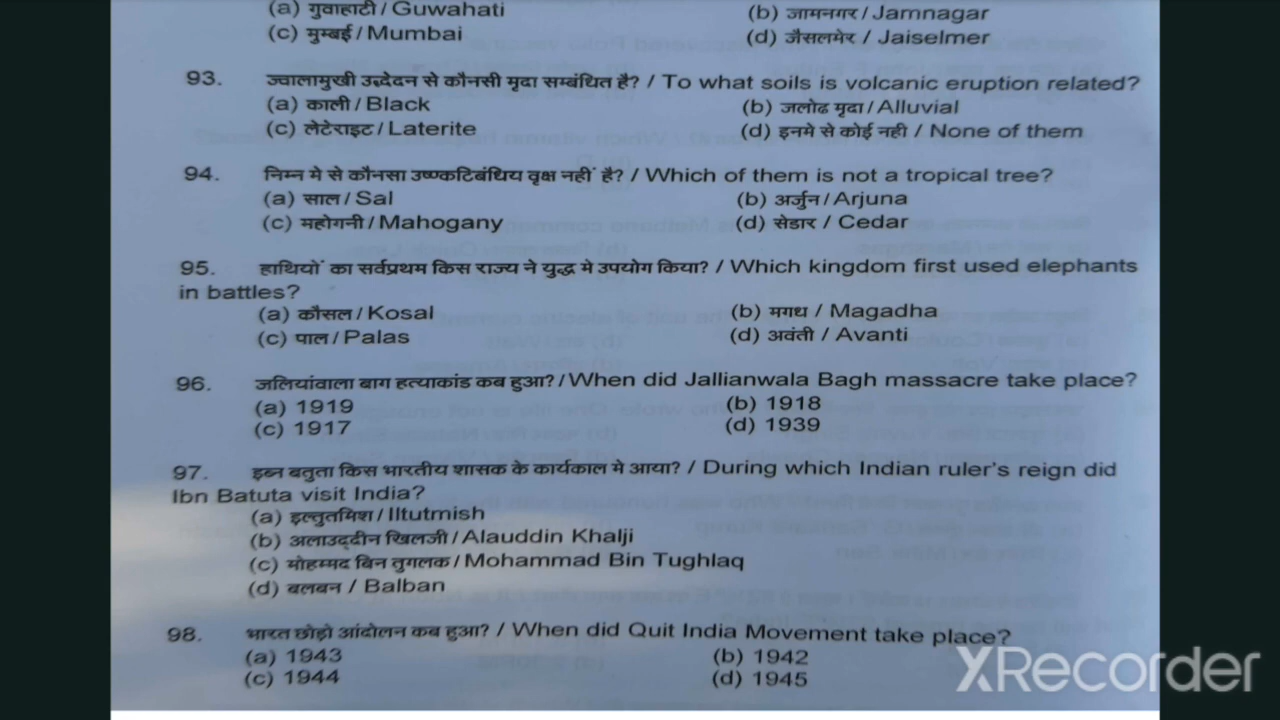 (a) गुवाहाटी / Guwahati (b) जामनगर / Jamnagar
(c) मुम्बई / Mumbai (d) जैसलमेर / Jaiselmer
93. ज्वालामुखी उद्भेदन से कौनसी मृदा सम्बंधित है? / To what soils is volcanic eruption related?
(a) काली / Black (b) जलोढ मृदा / Alluvial
(c) लेटेराइट / Laterite (d) इनमे से कोई नही / None of them
94. निम्न मे से कौनसा उष्णकटिबंधिय वृक्ष नहीं है? / Which of them is not a tropical tree?
(a) साल / Sal (b) अर्जुन / Arjuna
(c) महोगनी / Mahogany (d) सेडार / Cedar
95. हाथियों का सर्वप्रथम किस राज्य ने युद्ध मे उपयोग किया? / Which kingdom first used elephants
in battles?
(a) कौसल / Kosal (b) मगध / Magadha
(c) पाल / Palas (d) अवंती / Avanti
96. जलियांवाला बाग हत्याकांड कब हुआ? / When did Jallianwala Bagh massacre take place?
(a) 1919 (b) 1918
(c) 1917 (d) 1939
97. इब्न बतुता किस भारतीय शासक के कार्यकाल मे आया? / During which Indian ruler's reign did
Ibn Batuta visit India?
(a) इल्तुतमिश / Iltutmish
(b) अलाउद्दीन खिलजी / Alauddin Khalji
(c) मोहम्मद बिन तुगलक / Mohammad Bin Tughlaq
(d) बलबन / Balban
98. भारत छोड़ो आंदोलन कब हुआ? / When did Quit India Movement take place?
(a) 1943 (b) 1942
(c) 1944 (d) 1945
XRecorder